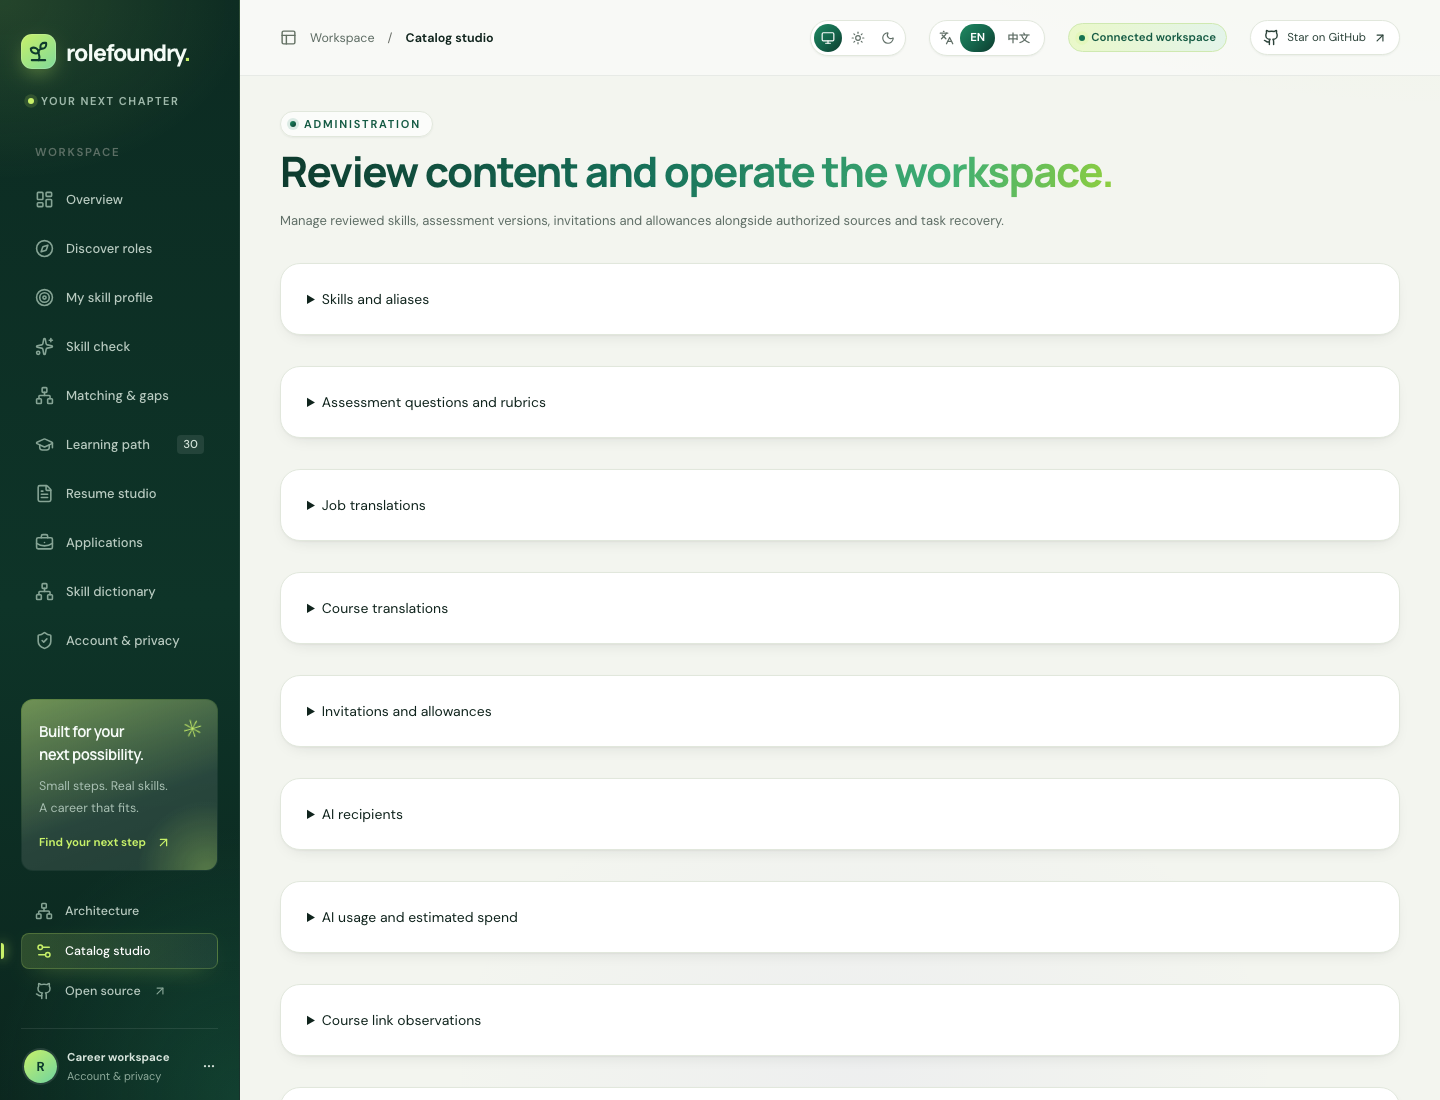 rolefoundry.
YOUR NEXT CHAPTER
WORKSPACE
Overview
Discover roles
My skill profile
Skill check
Matching & gaps
Learning path 30
Resume studio
Applications
Skill dictionary
Account & privacy
Built for your
next possibility.
Small steps. Real skills.
A career that fits.
Find your next step
Architecture
Catalog studio
Open source
R
Career workspace
Account & privacy
Workspace / Catalog studio
EN 中文
Connected workspace
Star on GitHub
ADMINISTRATION
Review content and operate the workspace.
Manage reviewed skills, assessment versions, invitations and allowances alongside authorized sources and task recovery.
Skills and aliases
Assessment questions and rubrics
Job translations
Course translations
Invitations and allowances
AI recipients
AI usage and estimated spend
Course link observations